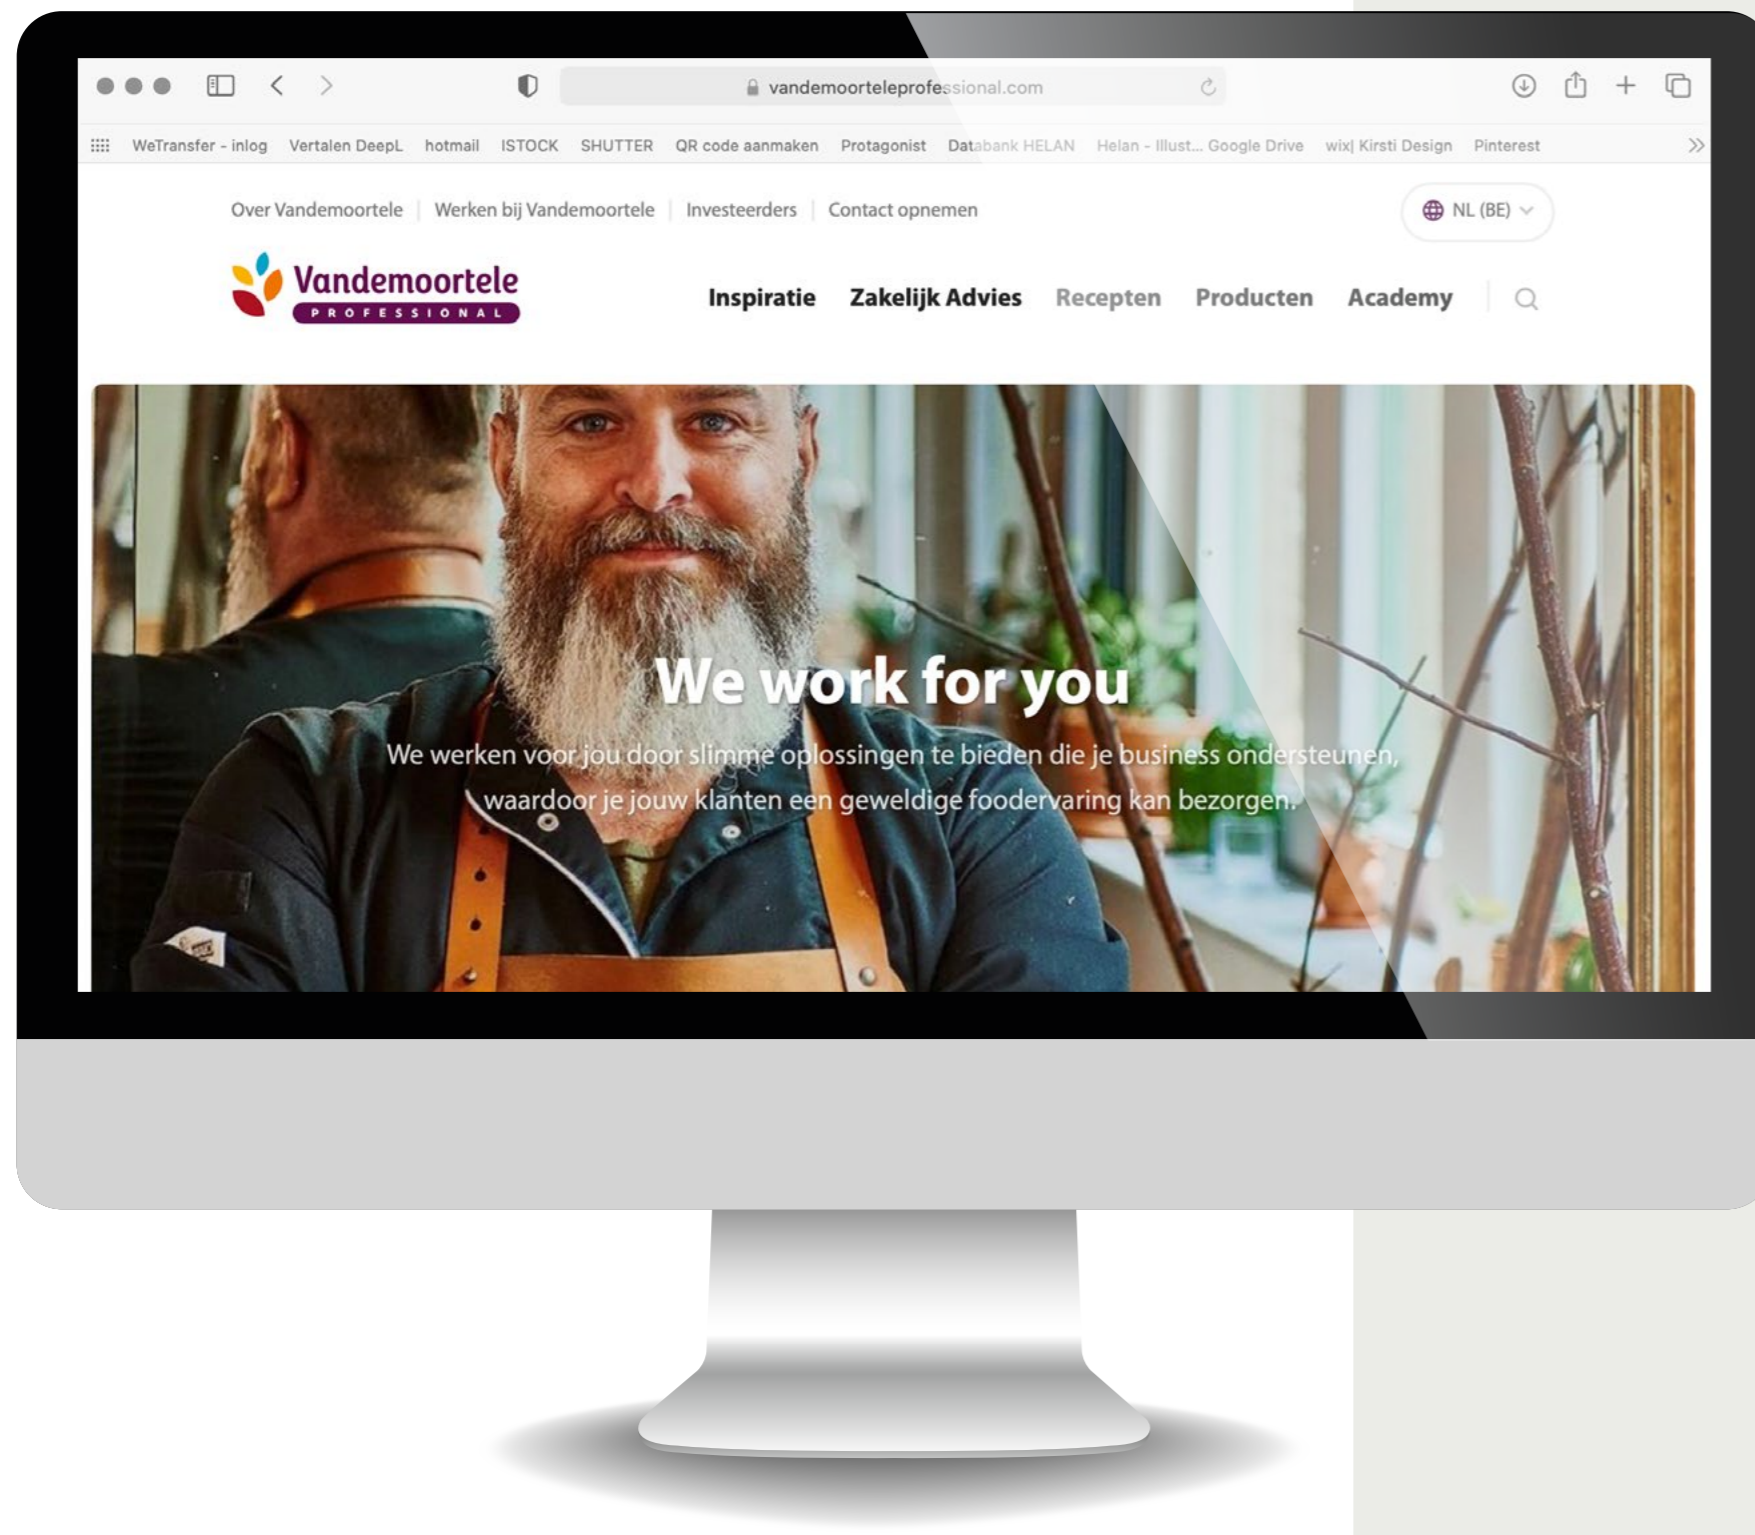 vandemoorteleprofessional.com
WeTransfer - inlog Vertalen DeepL hotmail ISTOCK SHUTTER QR code aanmaken Protagonist Databank HELAN Helan - Illust... Google Drive wix| Kirsti Design Pinterest
Over Vandemoortele Werken bij Vandemoortele Investeerders Contact opnemen NL (BE)
Vandemoortele
PROFESSIONAL
Inspiratie Zakelijk Advies Recepten Producten Academy
We work for you
We werken voor jou door slimme oplossingen te bieden die je business ondersteunen,
waardoor je jouw klanten een geweldige foodervaring kan bezorgen.